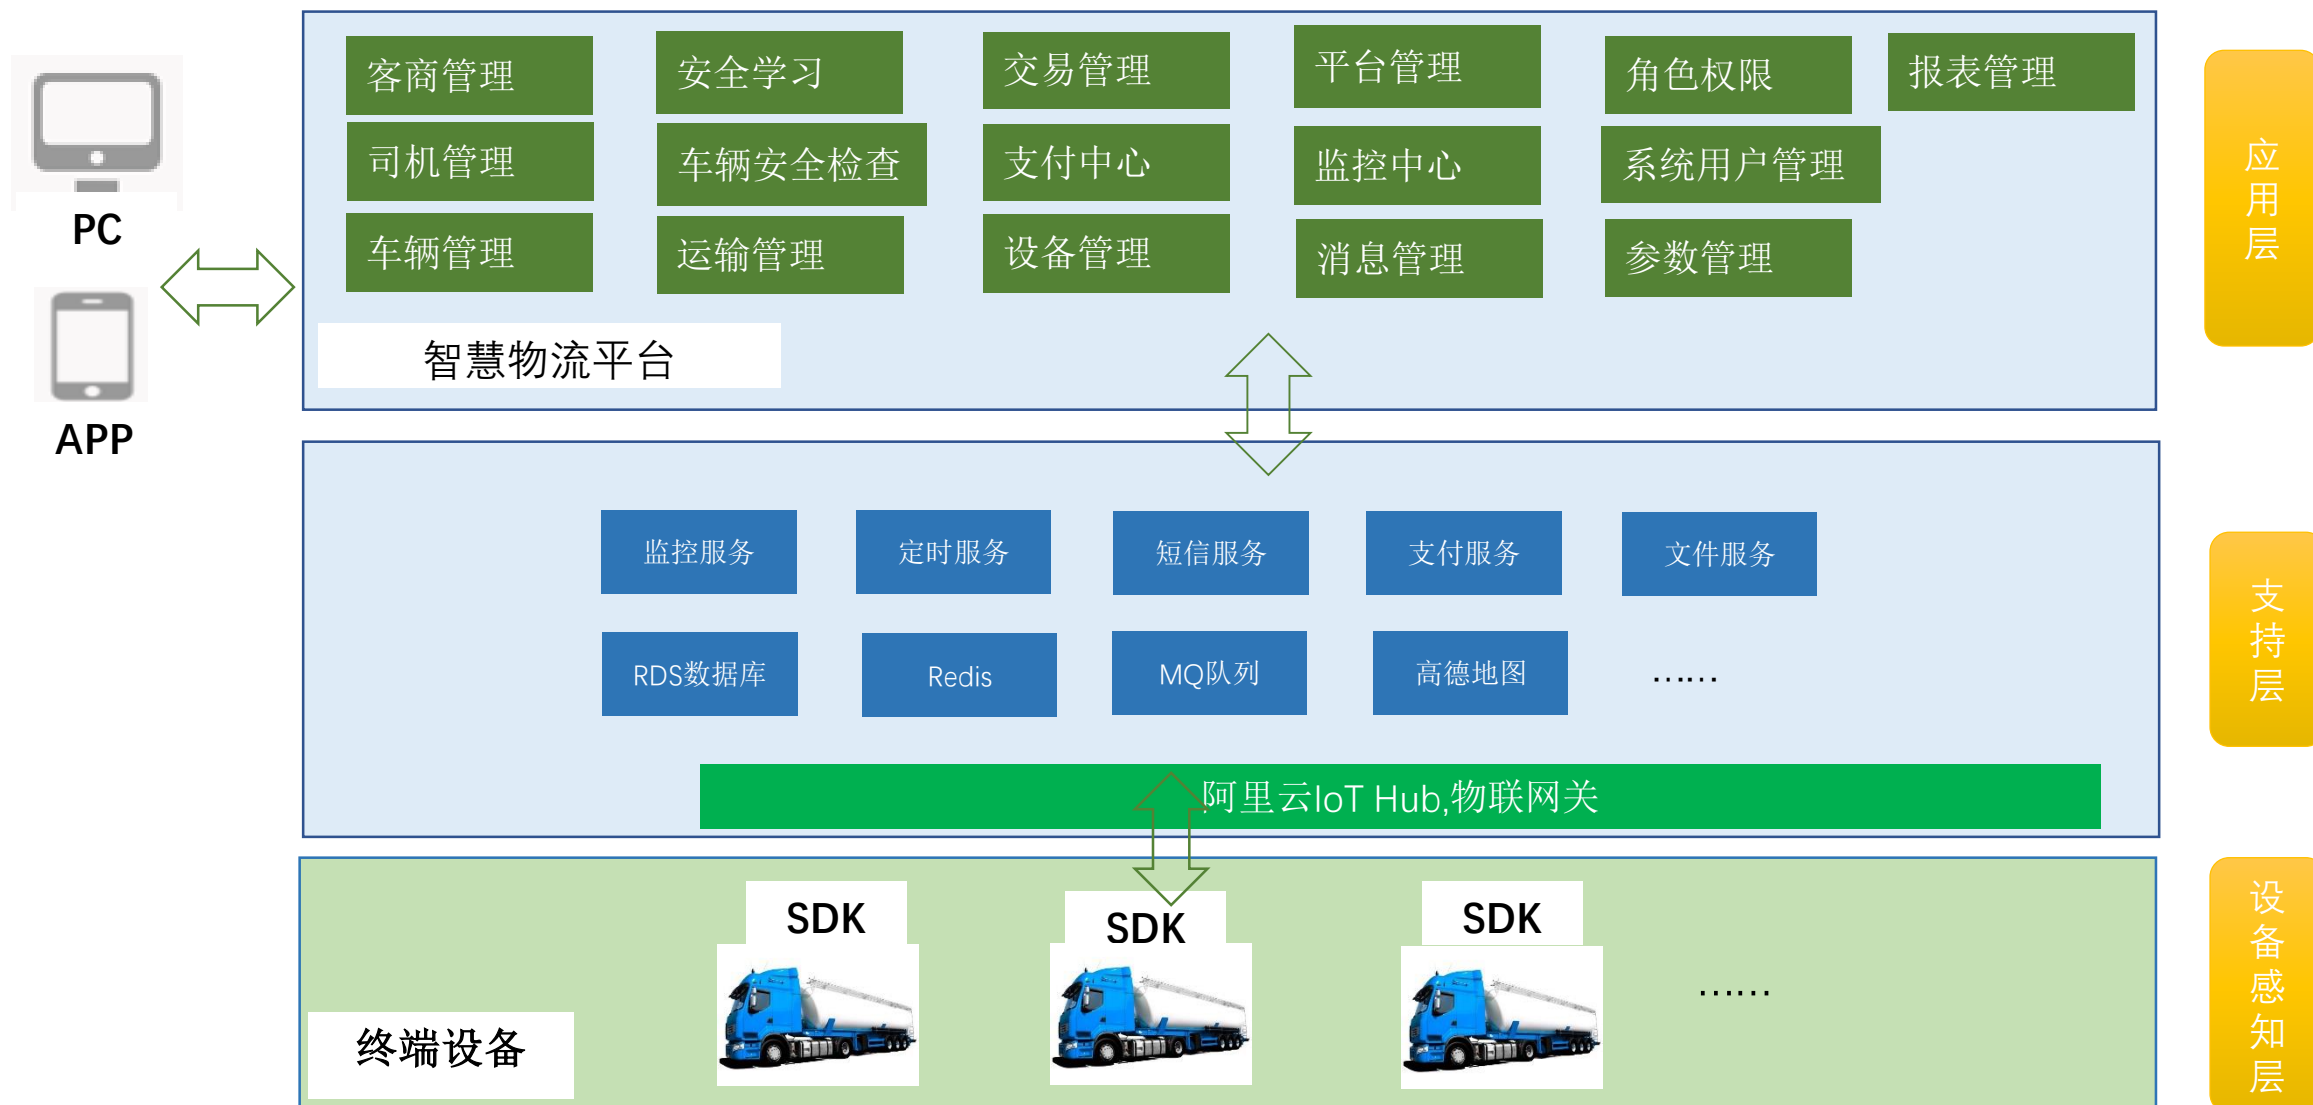 客商管理
安全学习
交易管理
平台管理
角色权限
报表管理
司机管理
车辆安全检查
支付中心
监控中心
系统用户管理
车辆管理
运输管理
设备管理
消息管理
参数管理
智慧物流平台
PC
APP
应用层
监控服务
定时服务
短信服务
支付服务
文件服务
RDS数据库
Redis
MQ队列
高德地图
……
阿里云IoT Hub,物联网关
支持层
SDK
SDK
SDK
……
终端设备
设备感知层